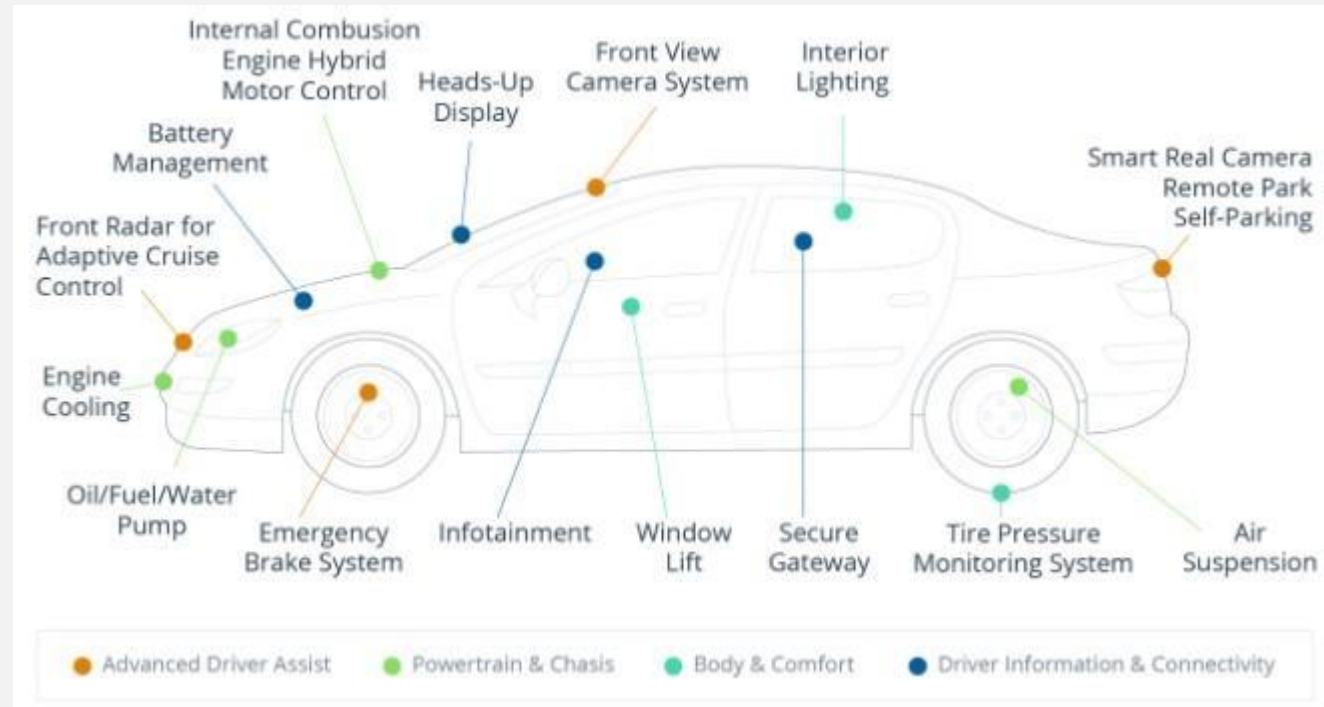 Internal Combusion
Engine Hybrid
Motor Control
Heads-Up
Display
Front View
Camera System
Interior
Lighting
Battery
Management
Smart Real Camera
Remote Park
Self-Parking
Front Radar for
Adaptive Cruise
Control
Engine
Cooling
Oil/Fuel/Water
Pump
Emergency
Brake System
Infotainment
Window
Lift
Secure
Gateway
Tire Pressure
Monitoring System
Air
Suspension
Advanced Driver Assist
Powertrain & Chasis
Body & Comfort
Driver Information & Connectivity